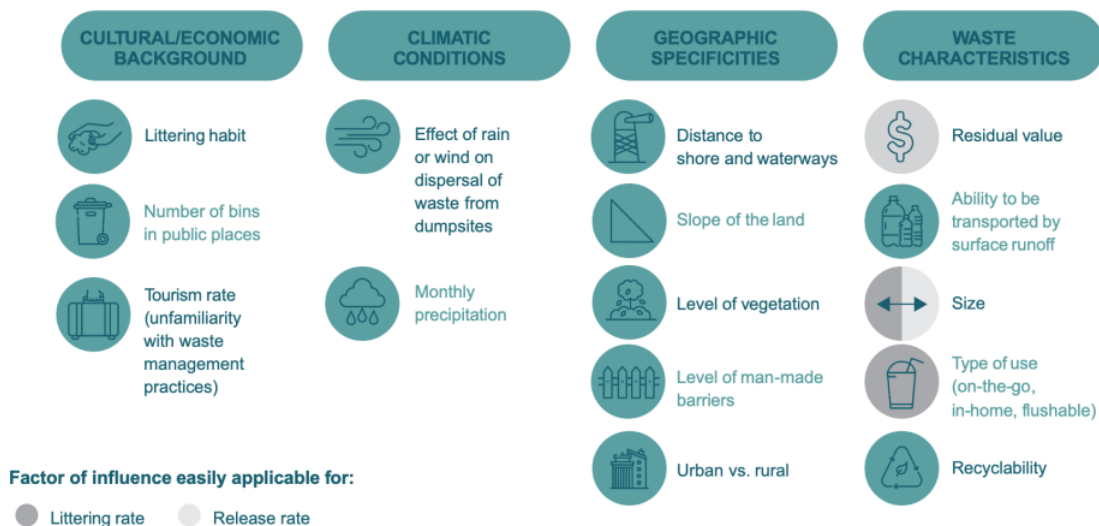 CULTURAL/ECONOMIC
BACKGROUND
Littering habit
Number of bins
in public places
Tourism rate
(unfamiliarity
with waste
management
practices)
CLIMATIC
CONDITIONS
Effect of rain
or wind on
dispersal of
waste from
dumpsites
Monthly
precipitation
GEOGRAPHIC
SPECIFICITIES
Distance to
shore and waterways
Slope of the land
Level of vegetation
Level of man-made
barriers
Urban vs. rural
WASTE
CHARACTERISTICS
$
Residual value
Ability to be
transported by
surface runoff
Size
Type of use
(on-the-go,
in-home, flushable)
Recyclability
Factor of influence easily applicable for:
Littering rate
Release rate